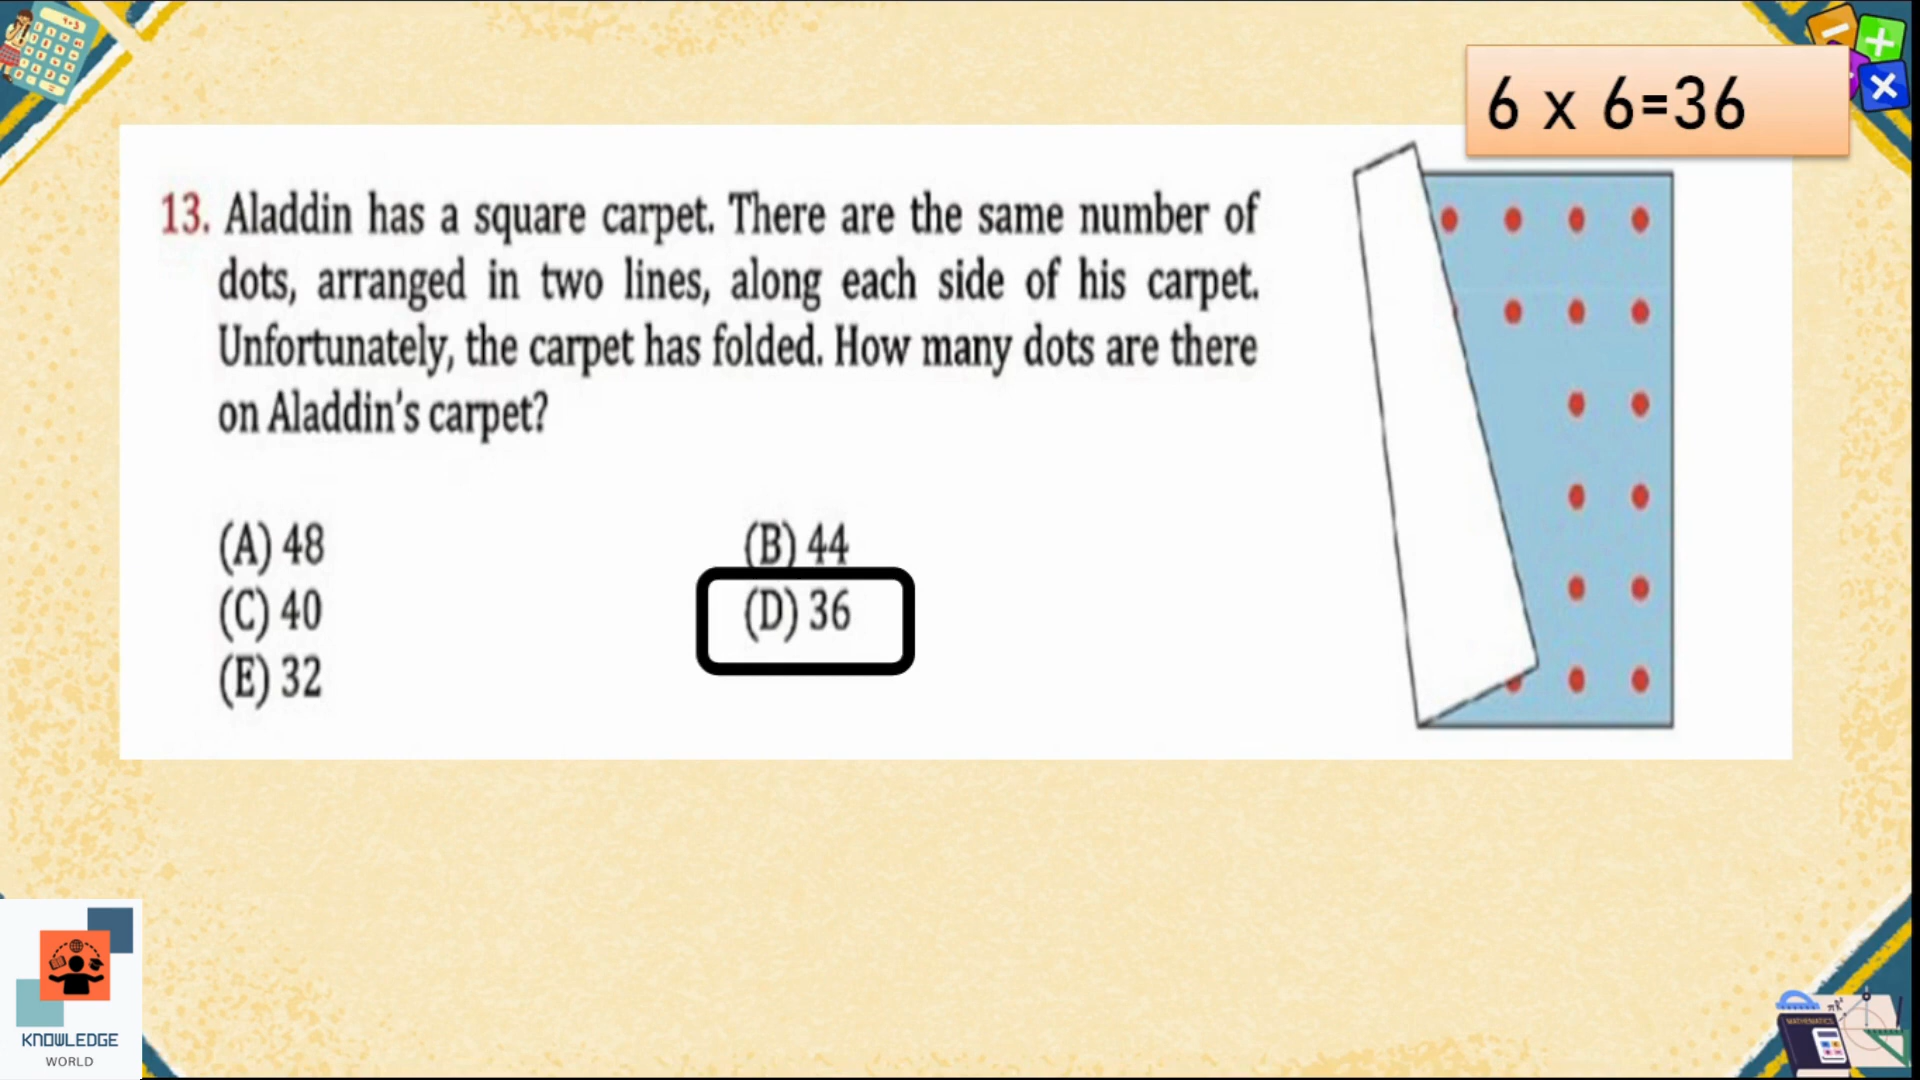 6 x 6=36
13. Aladdin has a square carpet. There are the same number of
dots, arranged in two lines, along each side of his carpet.
Unfortunately, the carpet has folded. How many dots are there
on Aladdin's carpet?
(A) 48
(B) 44
(C) 40
(D) 36
(E) 32
KNOWLEDGE
WORLD